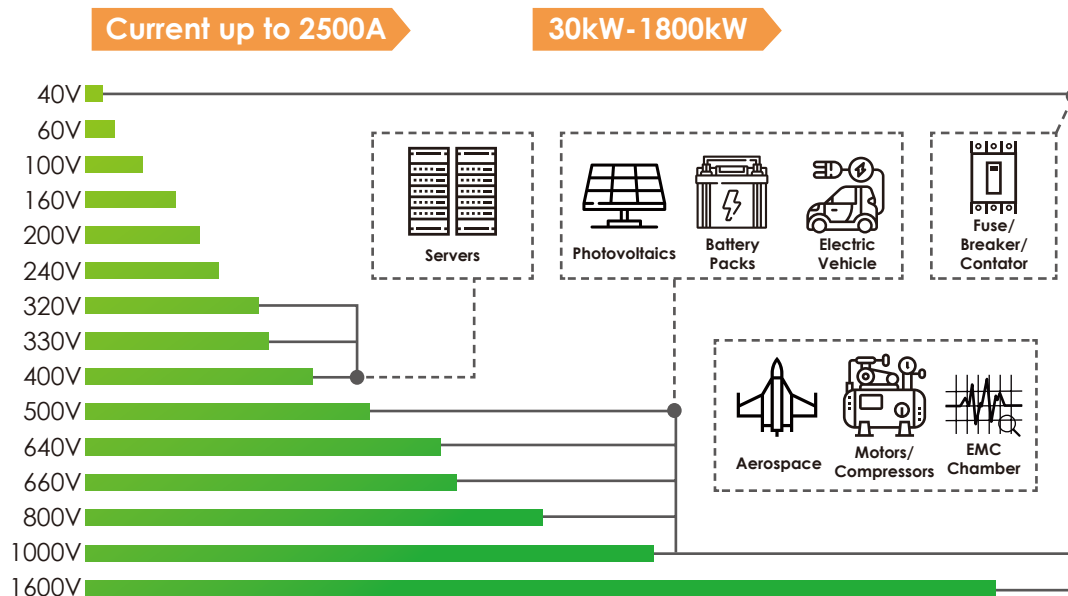 Current up to 2500A
30kW-1800kW
40V
60V
100V
160V
200V
240V
320V
330V
400V
500V
640V
660V
800V
1000V
1600V
Servers
Photovoltaics
Battery
Packs
Electric
Vehicle
Fuse/
Breaker/
Contator
Aerospace
Motors/
Compressors
EMC
Chamber